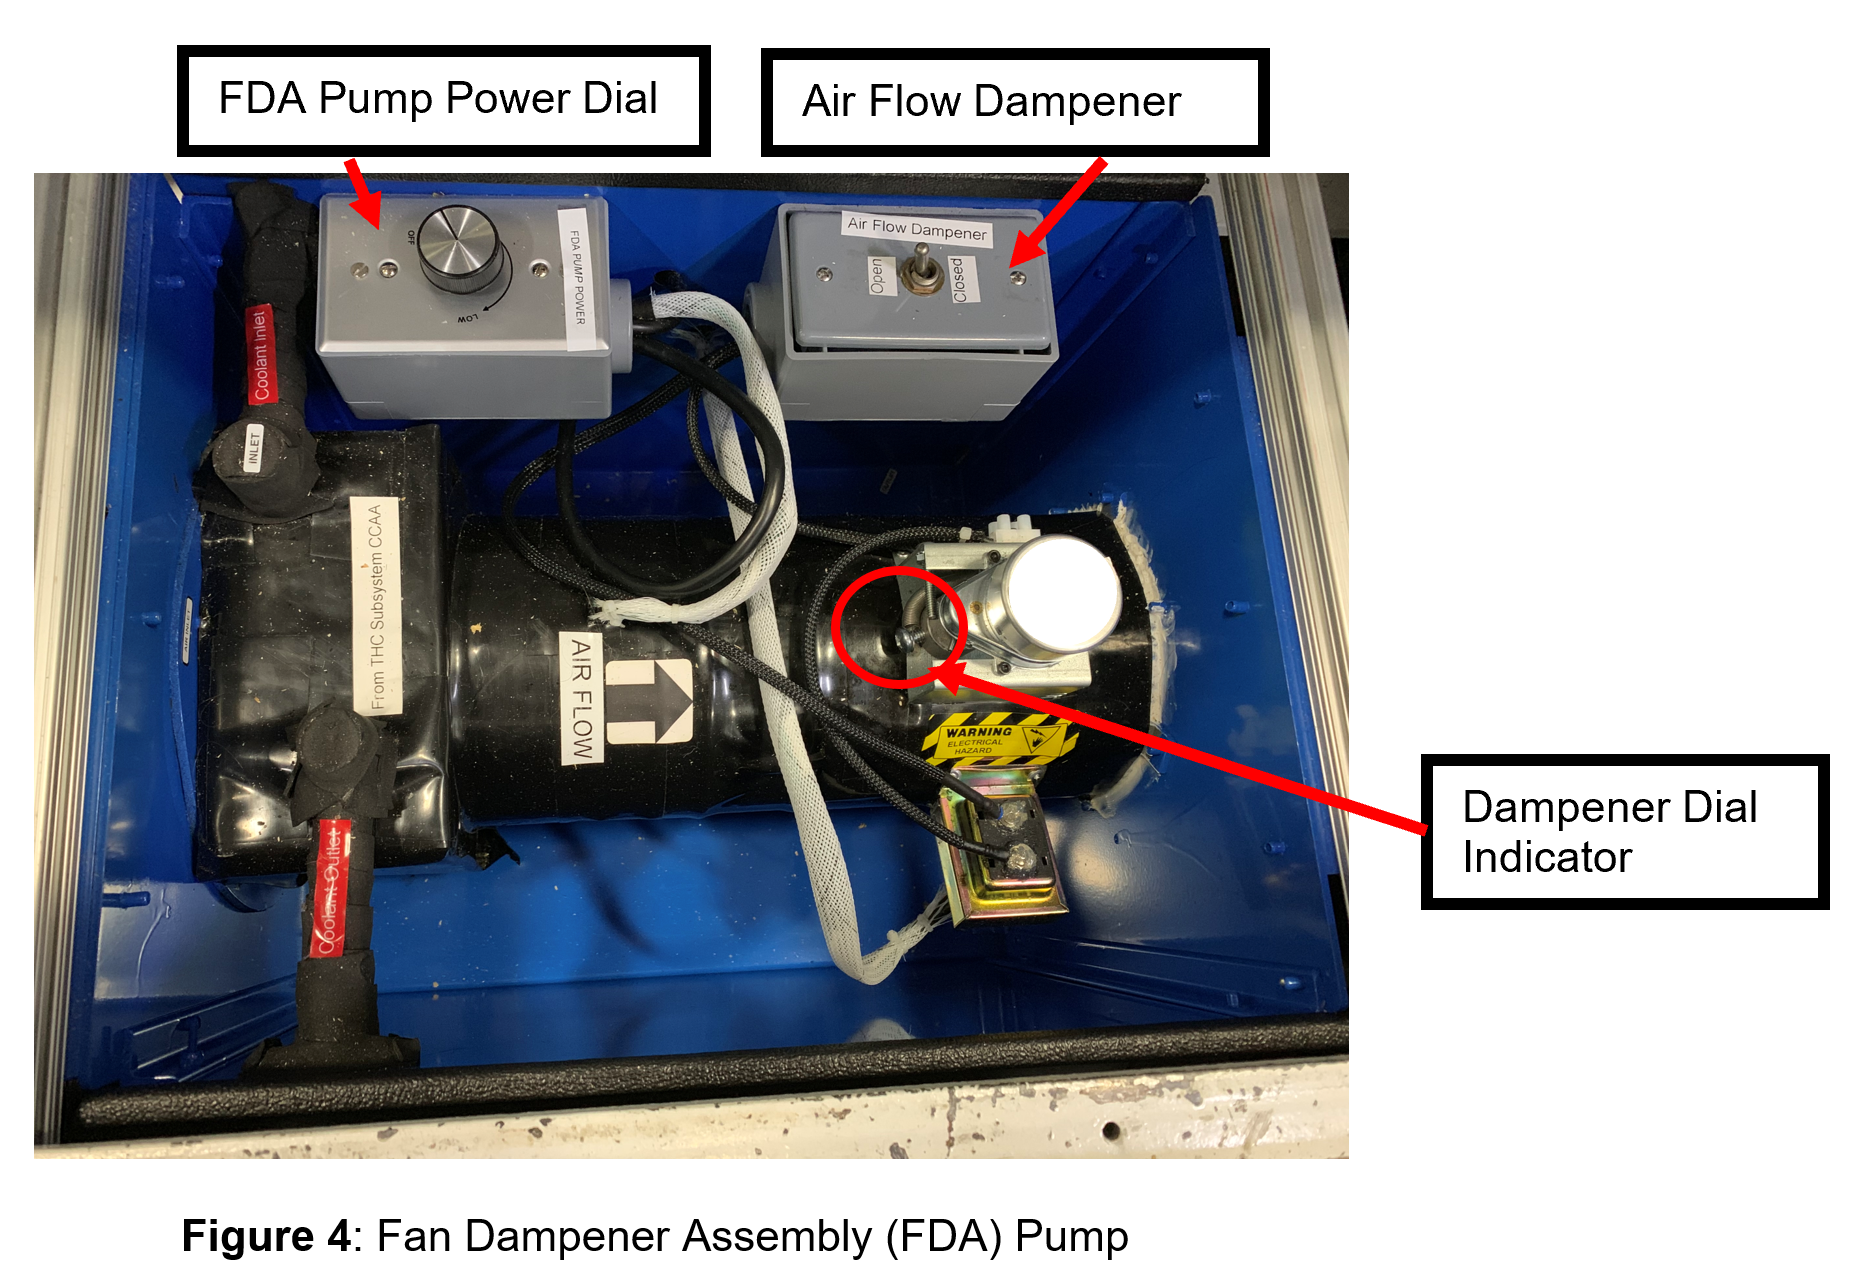 FDA Pump Power Dial
Air Flow Dampener
OFF
LOW
FDA PUMP POWER
Air Flow Dampener
Open
Closed
Coolant Inlet
INLET
From THC Subsystem CCAA
AIR FLOW
WARNING
ELECTRICAL
HAZARD
Coolant Outlet
Dampener Dial
Indicator
Figure 4: Fan Dampener Assembly (FDA) Pump